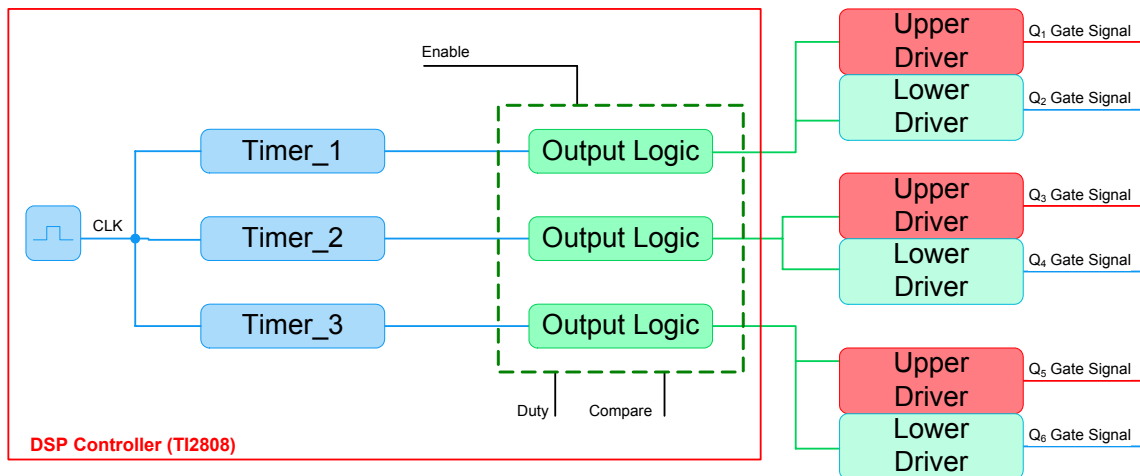 Enable
CLK
Timer_1
Timer_2
Timer_3
Output Logic
Output Logic
Output Logic
Duty
Compare
DSP Controller (TI2808)
Upper
Driver
Lower
Driver
Q₁ Gate Signal
Q₂ Gate Signal
Upper
Driver
Lower
Driver
Q₃ Gate Signal
Q₄ Gate Signal
Upper
Driver
Lower
Driver
Q₅ Gate Signal
Q₆ Gate Signal